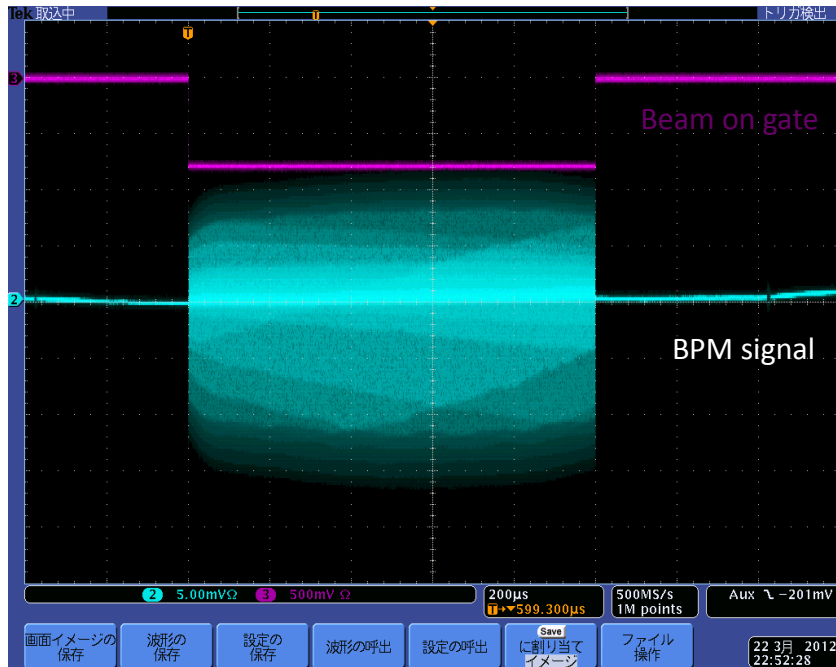 Tek 取込中
トリガ検出
T
T
3
Beam on gate
2
BPM signal
2 5.00mVΩ 3 500mV Ω
200µs
T→▼599.300µs
500MS/s
1M points
Aux ㄟ -201mV
画面イメージの
保存
波形の
保存
設定の
保存
波形の呼出
設定の呼出
Save
に割り当て
イメージ
ファイル
操作
22 3月 2012
22:52:28